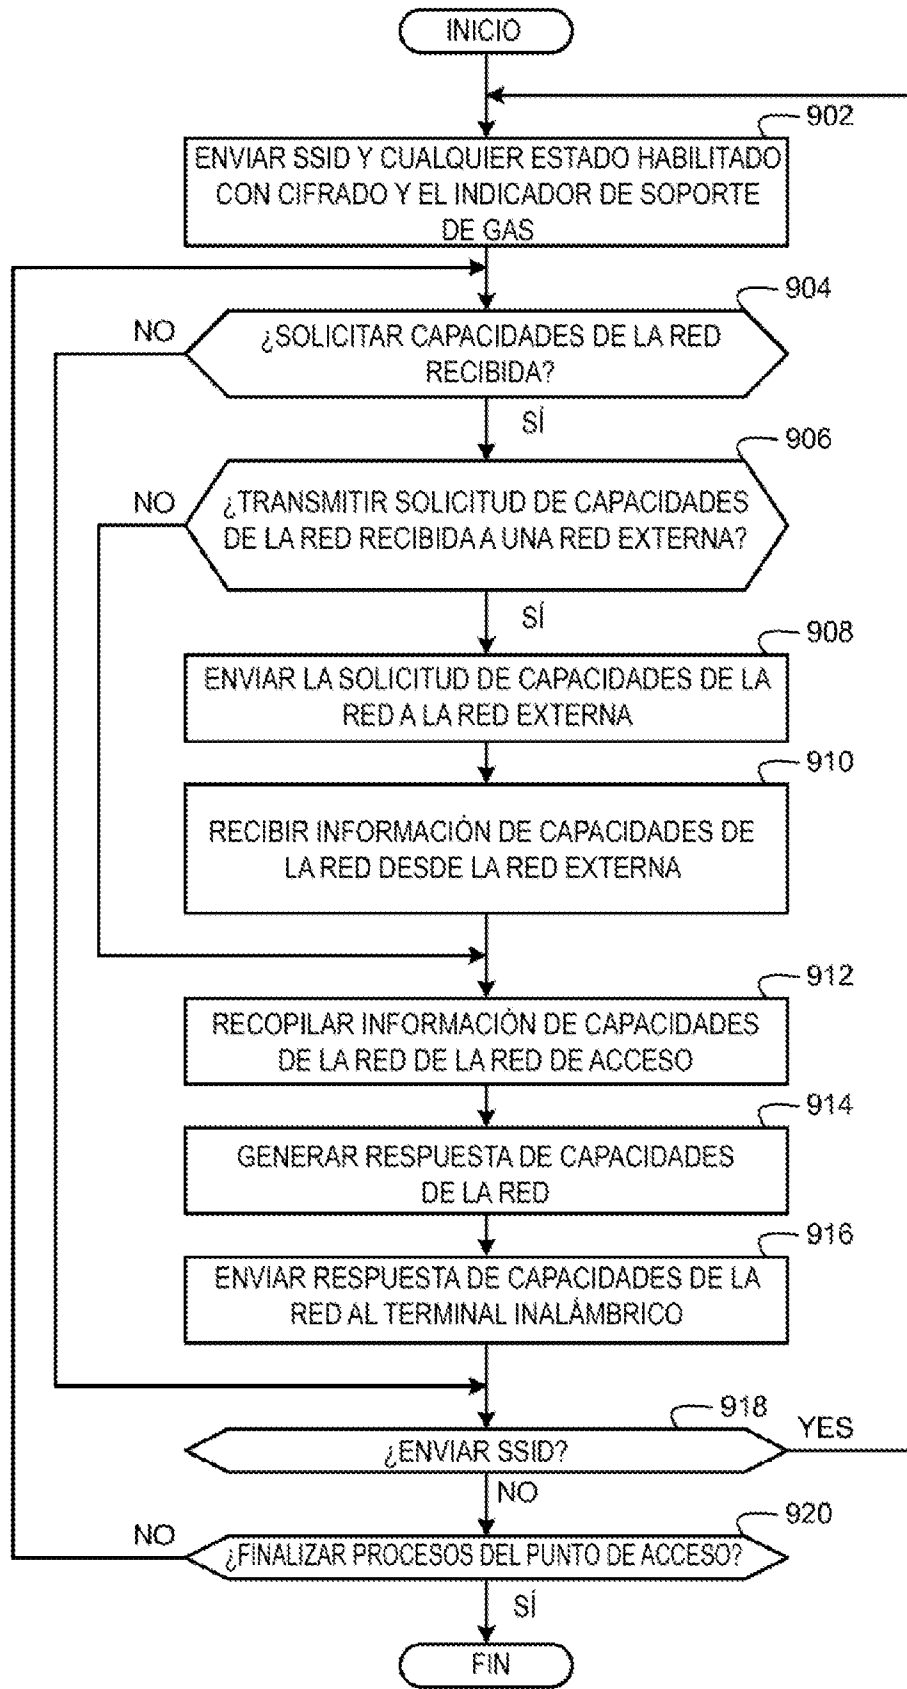 INICIO
902
ENVIAR SSID Y CUALQUIER ESTADO HABILITADO
CON CIFRADO Y EL INDICADOR DE SOPORTE
DE GAS
904
NO
¿SOLICITAR CAPACIDADES DE LA RED
RECIBIDA?
SÍ
906
NO
¿TRANSMITIR SOLICITUD DE CAPACIDADES
DE LA RED RECIBIDA A UNA RED EXTERNA?
SÍ
908
ENVIAR LA SOLICITUD DE CAPACIDADES DE LA
RED A LA RED EXTERNA
910
RECIBIR INFORMACIÓN DE CAPACIDADES DE
LA RED DESDE LA RED EXTERNA
912
RECOPILAR INFORMACIÓN DE CAPACIDADES
DE LA RED DE LA RED DE ACCESO
914
GENERAR RESPUESTA DE CAPACIDADES
DE LA RED
916
ENVIAR RESPUESTA DE CAPACIDADES DE LA
RED AL TERMINAL INALÁMBRICO
918
YES
¿ENVIAR SSID?
NO
920
NO
¿FINALIZAR PROCESOS DEL PUNTO DE ACCESO?
SÍ
FIN